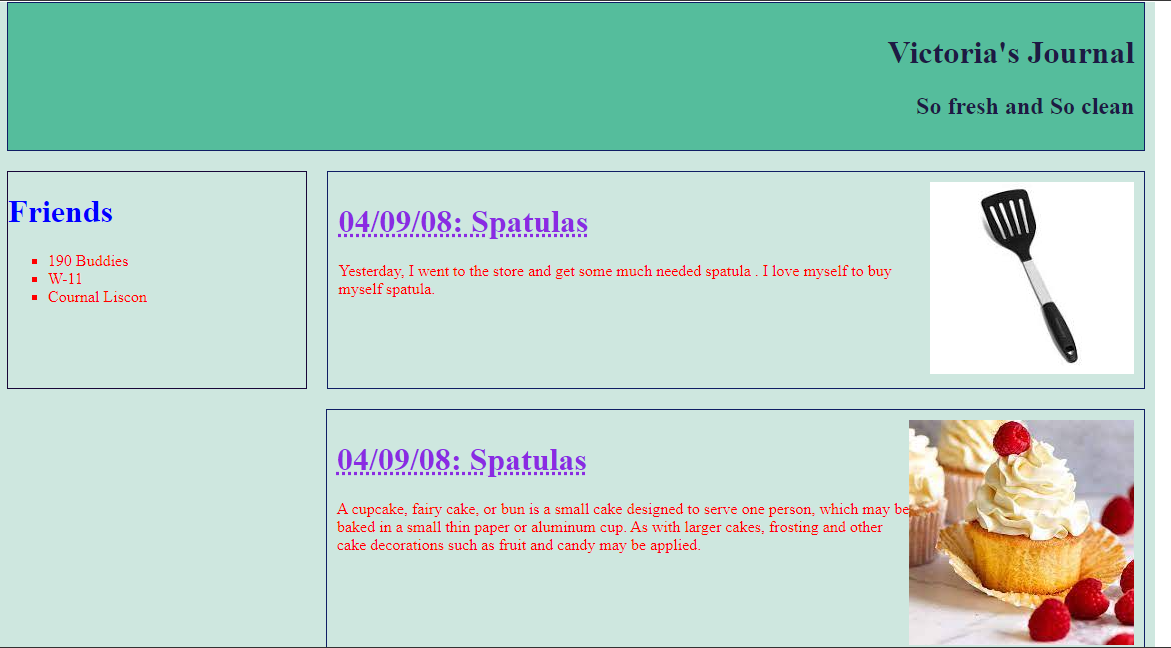 Victoria's Journal
So fresh and So clean
Friends
190 Buddies
W-11
Cournal Liscon
04/09/08: Spatulas
Yesterday, I went to the store and get some much needed spatula . I love myself to buy
myself spatula.
04/09/08: Spatulas
A cupcake, fairy cake, or bun is a small cake designed to serve one person, which may be
baked in a small thin paper or aluminum cup. As with larger cakes, frosting and other
cake decorations such as fruit and candy may be applied.